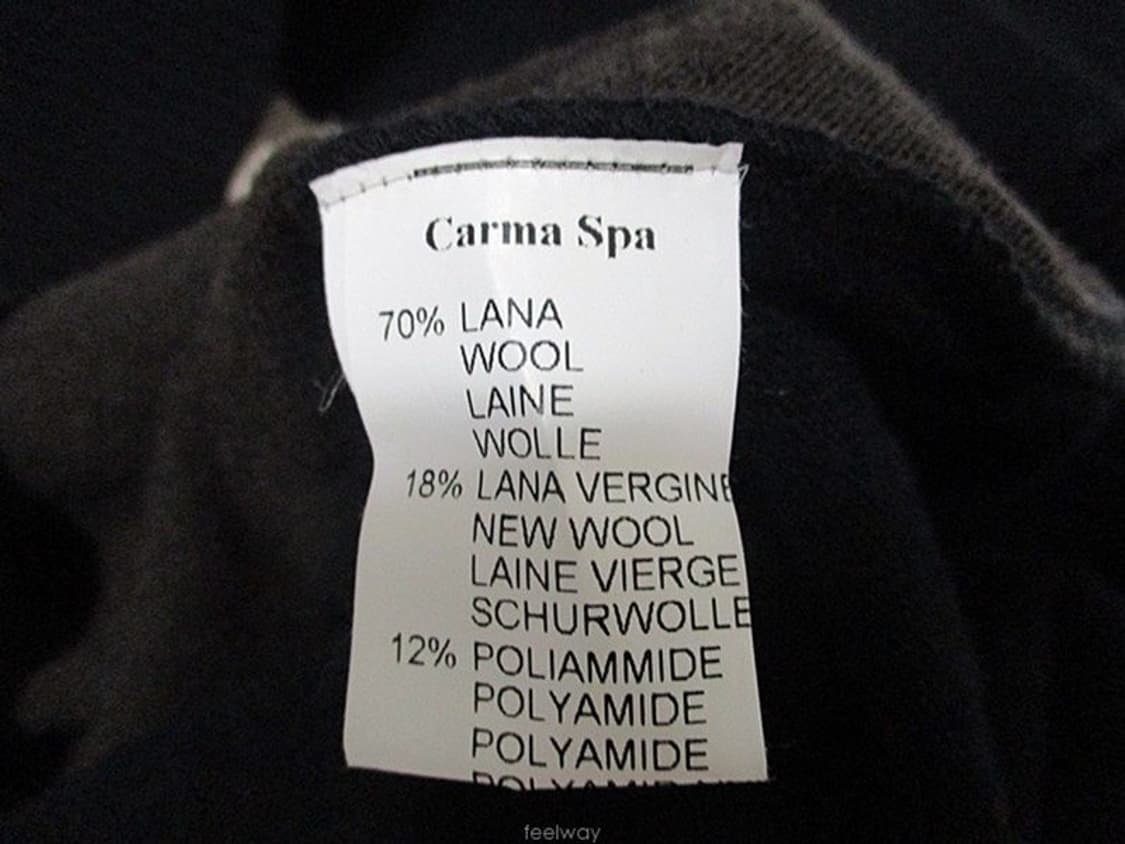 Carma Spa
70% LANA
WOOL
LAINE
WOLLE
18% LANA VERGINE
NEW WOOL
LAINE VIERGE
SCHURWOLLE
12% POLIAMMIDE
POLYAMIDE
POLYAMIDE
feelway